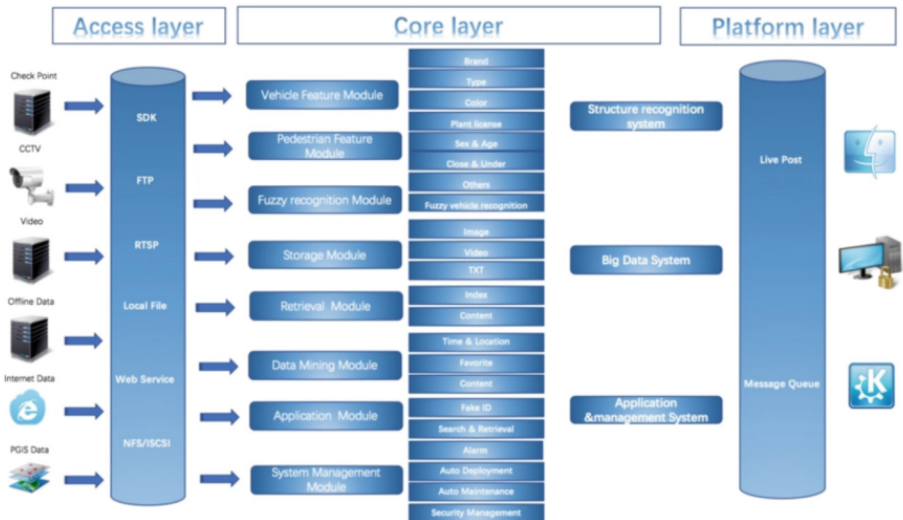 Access layer
Core layer
Platform layer
Check Point
CCTV
Video
Offline Data
Internet Data
PGIS Data
SDK
FTP
RTSP
Local File
Web Service
NFS/ISCSI
Vehicle Feature Module
Pedestrian Feature
Module
Fuzzy recognition Module
Storage Module
Retrieval Module
Data Mining Module
Application Module
System Management
Module
Brand
Type
Color
Plant license
Sex & Age
Close & Under
Others
Fuzzy vehicle recognition
Image
Video
TXT
Index
Content
Time & Location
Favorite
Content
Fake ID
Search & Retrieval
Alarm
Auto Deployment
Auto Maintenance
Security Management
Structure recognition
system
Big Data System
Application
&management System
Live Post
Message Queue
K